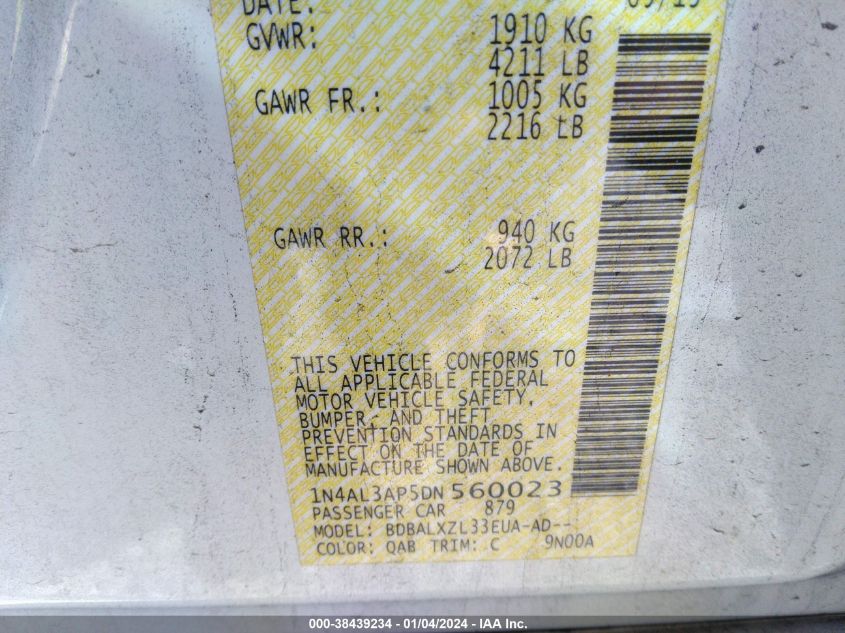 DATE:
GVWR: 1910 KG
4211 LB
GAWR FR.: 1005 KG
2216 LB
GAWR RR.: 940 KG
2072 LB
THIS VEHICLE CONFORMS TO
ALL APPLICABLE FEDERAL
MOTOR VEHICLE SAFETY,
BUMPER, AND THEFT
PREVENTION STANDARDS IN
EFFECT ON THE DATE OF
MANUFACTURE SHOWN ABOVE.
1N4AL3AP5DN 560023
PASSENGER CAR 879
MODEL: BDBALXZL33EUA-AD--
COLOR: QAB TRIM: C 9N00A
000-38439234 - 01/04/2024 - IAA Inc.